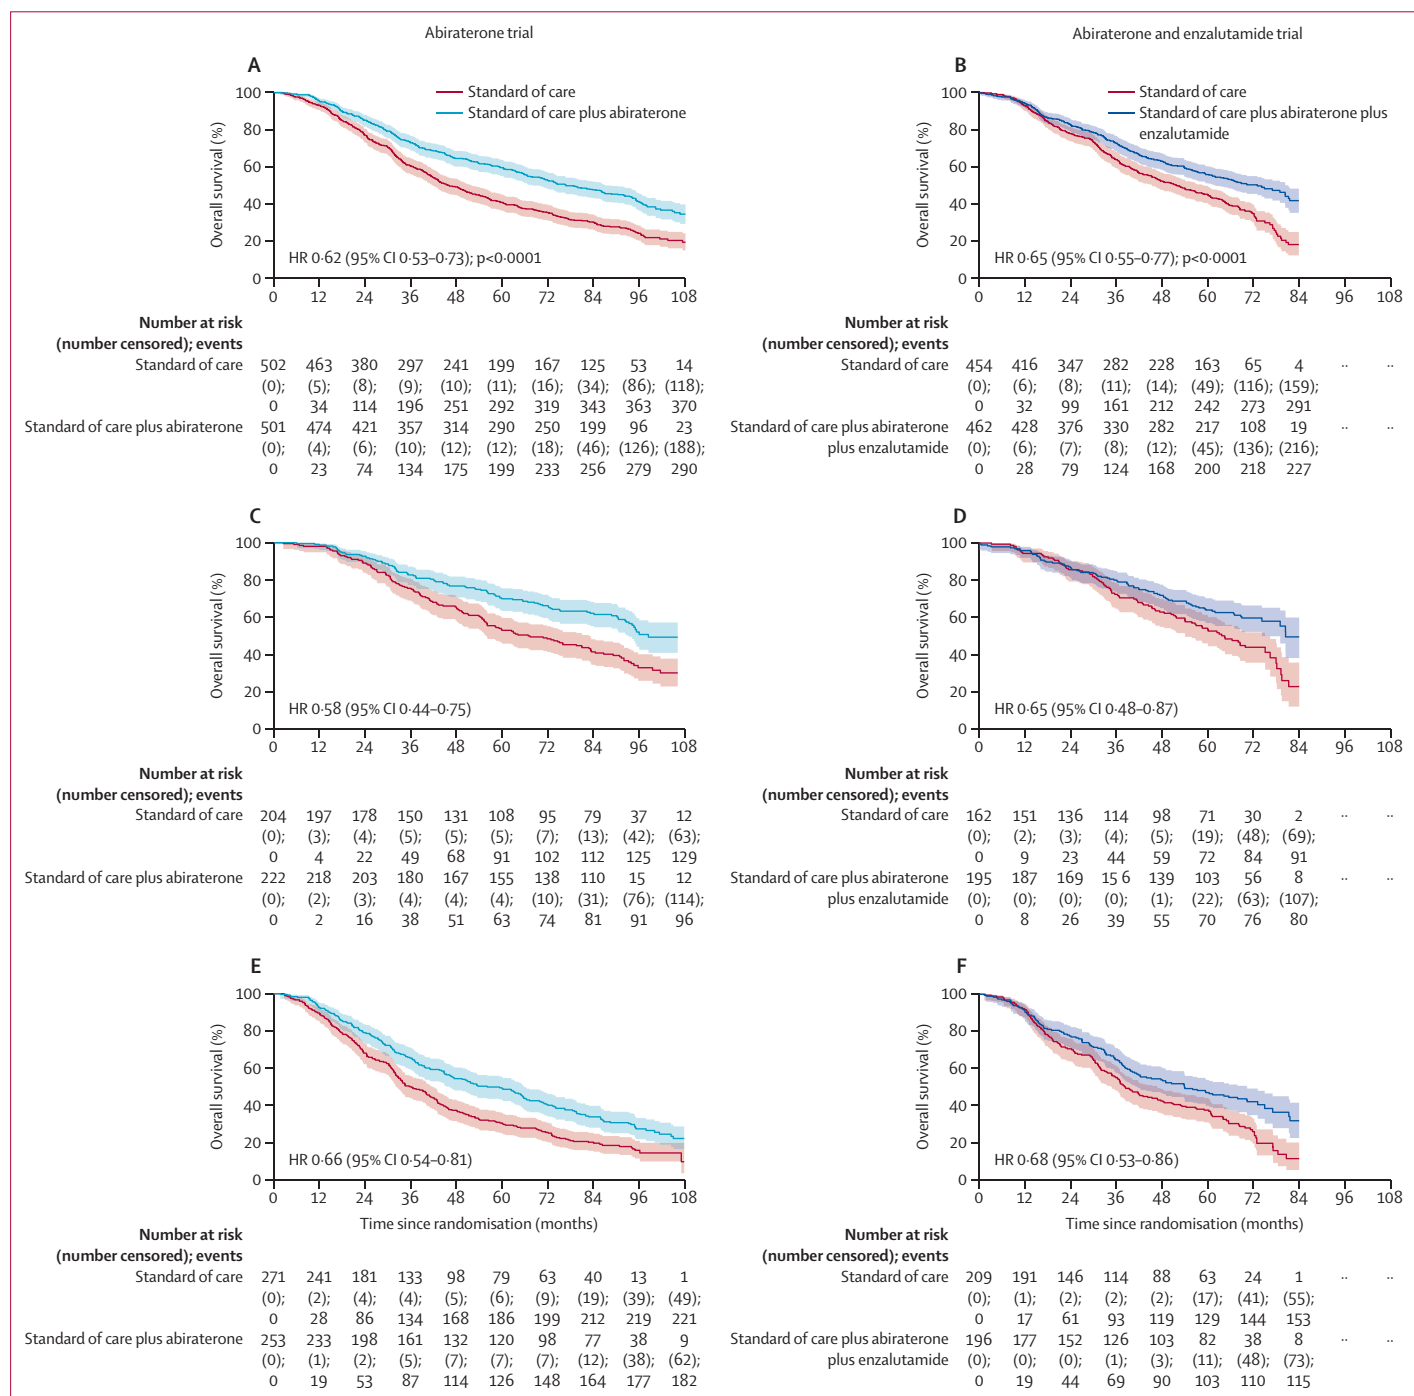 Abiraterone trial
Abiraterone and enzalutamide trial
A
Standard of care
Standard of care plus abiraterone
Overall survival (%)
100
80
60
40
20
0
HR 0·62 (95% CI 0·53–0·73); p<0·0001
0 12 24 36 48 60 72 84 96 108
Number at risk
(number censored); events
Standard of care 502 463 380 297 241 199 167 125 53 14
(0); (5); (8); (9); (10); (11); (16); (34); (86); (118);
0 34 114 196 251 292 319 343 363 370
Standard of care plus abiraterone 501 474 421 357 314 290 250 199 96 23
(0); (4); (6); (10); (12); (12); (18); (46); (126); (188);
0 23 74 134 175 199 233 256 279 290
B
Standard of care
Standard of care plus abiraterone plus
enzalutamide
Overall survival (%)
100
80
60
40
20
0
HR 0·65 (95% CI 0·55–0·77); p<0·0001
0 12 24 36 48 60 72 84 96 108
Number at risk
(number censored); events
Standard of care 454 416 347 282 228 163 65 4 ·· ··
(0); (6); (8); (11); (14); (49); (116); (159);
0 32 99 161 212 242 273 291
Standard of care plus abiraterone 462 428 376 330 282 217 108 19 ·· ··
plus enzalutamide (0); (6); (7); (8); (12); (45); (136); (216);
0 28 79 124 168 200 218 227
C
Overall survival (%)
100
80
60
40
20
0
HR 0·58 (95% CI 0·44–0·75)
0 12 24 36 48 60 72 84 96 108
Number at risk
(number censored); events
Standard of care 204 197 178 150 131 108 95 79 37 12
(0); (3); (4); (5); (5); (5); (7); (13); (42); (63);
0 4 22 49 68 91 102 112 125 129
Standard of care plus abiraterone 222 218 203 180 167 155 138 110 15 12
(0); (2); (3); (4); (4); (4); (10); (31); (76); (114);
0 2 16 38 51 63 74 81 91 96
D
Overall survival (%)
100
80
60
40
20
0
HR 0·65 (95% CI 0·48–0·87)
0 12 24 36 48 60 72 84 96 108
Number at risk
(number censored); events
Standard of care 162 151 136 114 98 71 30 2 ·· ··
(0); (2); (3); (4); (5); (19); (48); (69);
0 9 23 44 59 72 84 91
Standard of care plus abiraterone 195 187 169 15 6 139 103 56 8 ·· ··
plus enzalutamide (0); (0); (0); (0); (1); (22); (63); (107);
0 8 26 39 55 70 76 80
E
Overall survival (%)
100
80
60
40
20
0
HR 0·66 (95% CI 0·54–0·81)
0 12 24 36 48 60 72 84 96 108
Time since randomisation (months)
Number at risk
(number censored); events
Standard of care 271 241 181 133 98 79 63 40 13 1
(0); (2); (4); (4); (5); (6); (9); (19); (39); (49);
0 28 86 134 168 186 199 212 219 221
Standard of care plus abiraterone 253 233 198 161 132 120 98 77 38 9
(0); (1); (2); (5); (7); (7); (7); (12); (38); (62);
0 19 53 87 114 126 148 164 177 182
F
Overall survival (%)
100
80
60
40
20
0
HR 0·68 (95% CI 0·53–0·86)
0 12 24 36 48 60 72 84 96 108
Time since randomisation (months)
Number at risk
(number censored); events
Standard of care 209 191 146 114 88 63 24 1 ·· ··
(0); (1); (2); (2); (2); (17); (41); (55);
0 17 61 93 119 129 144 153
Standard of care plus abiraterone 196 177 152 126 103 82 38 8 ·· ··
plus enzalutamide (0); (0); (0); (1); (3); (11); (48); (73);
0 19 44 69 90 103 110 115